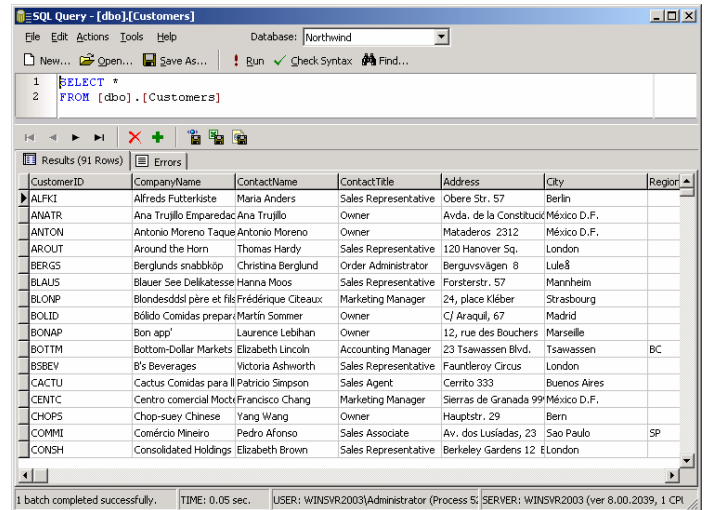 SQL Query - [dbo].[Customers]
File Edit Actions Tools Help Database: Northwind
New... Open... Save As... Run Check Syntax Find...
1 SELECT *
2 FROM [dbo].[Customers]
Results (91 Rows) Errors
CustomerID CompanyName ContactName ContactTitle Address City Region
ALFKI Alfreds Futterkiste Maria Anders Sales Representative Obere Str. 57 Berlin
ANATR Ana Trujillo Emparedac Ana Trujillo Owner Avda. de la Constitució México D.F.
ANTON Antonio Moreno Taque Antonio Moreno Owner Mataderos 2312 México D.F.
AROUT Around the Horn Thomas Hardy Sales Representative 120 Hanover Sq. London
BERGS Berglunds snabbköp Christina Berglund Order Administrator Berguvsvägen 8 Luleå
BLAUS Blauer See Delikatesse Hanna Moos Sales Representative Forsterstr. 57 Mannheim
BLONP Blondesddsl père et fils Frédérique Citeaux Marketing Manager 24, place Kléber Strasbourg
BOLID Bólido Comidas prepara Martín Sommer Owner C/ Araquil, 67 Madrid
BONAP Bon app' Laurence Lebihan Owner 12, rue des Bouchers Marseille
BOTTM Bottom-Dollar Markets Elizabeth Lincoln Accounting Manager 23 Tsawassen Blvd. Tsawassen BC
BSBEV B's Beverages Victoria Ashworth Sales Representative Fauntleroy Circus London
CACTU Cactus Comidas para ll Patricio Simpson Sales Agent Cerrito 333 Buenos Aires
CENTC Centro comercial Mocte Francisco Chang Marketing Manager Sierras de Granada 99 México D.F.
CHOPS Chop-suey Chinese Yang Wang Owner Hauptstr. 29 Bern
COMMI Comércio Mineiro Pedro Afonso Sales Associate Av. dos Lusíadas, 23 Sao Paulo SP
CONSH Consolidated Holdings Elizabeth Brown Sales Representative Berkeley Gardens 12 B London
1 batch completed successfully. TIME: 0.05 sec. USER: WINSVR2003\Administrator (Process 52 SERVER: WINSVR2003 (ver 8.00.2039, 1 CPU